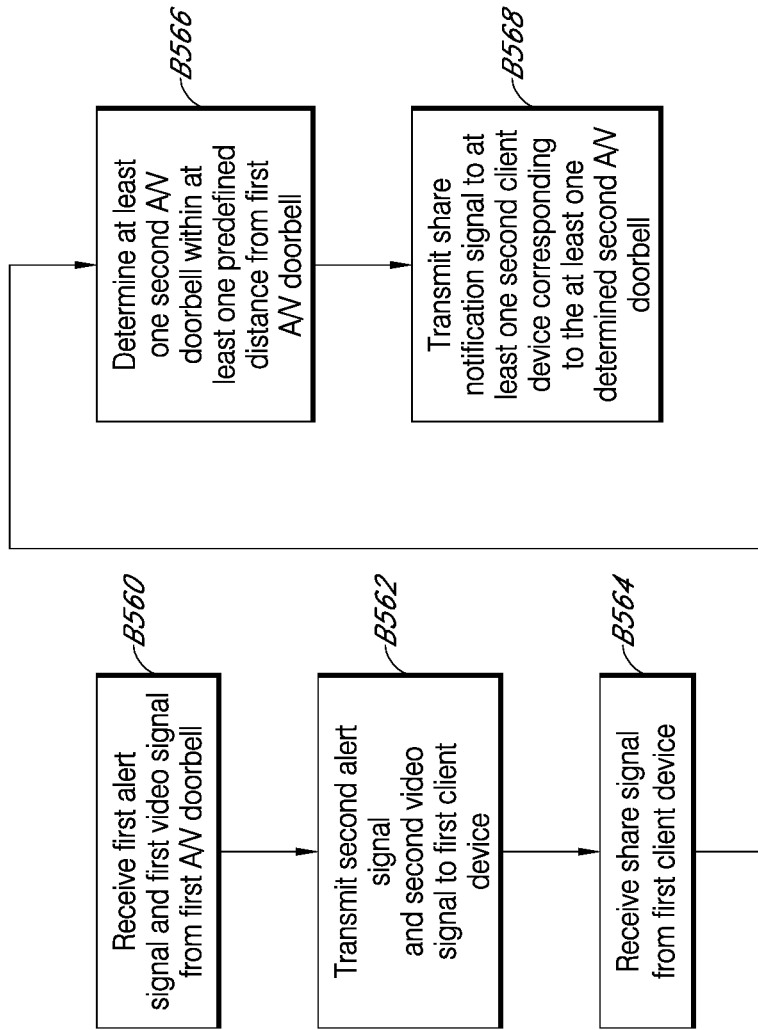 B560
Receive first alert
signal and first video signal
from first A/V doorbell
B562
Transmit second alert
signal
and second video
signal to first client
device
B564
Receive share signal
from first client device
B566
Determine at least
one second A/V
doorbell within at
least one predefined
distance from first
A/V doorbell
B568
Transmit share
notification signal to at
least one second client
device corresponding
to the at least one
determined second A/V
doorbell